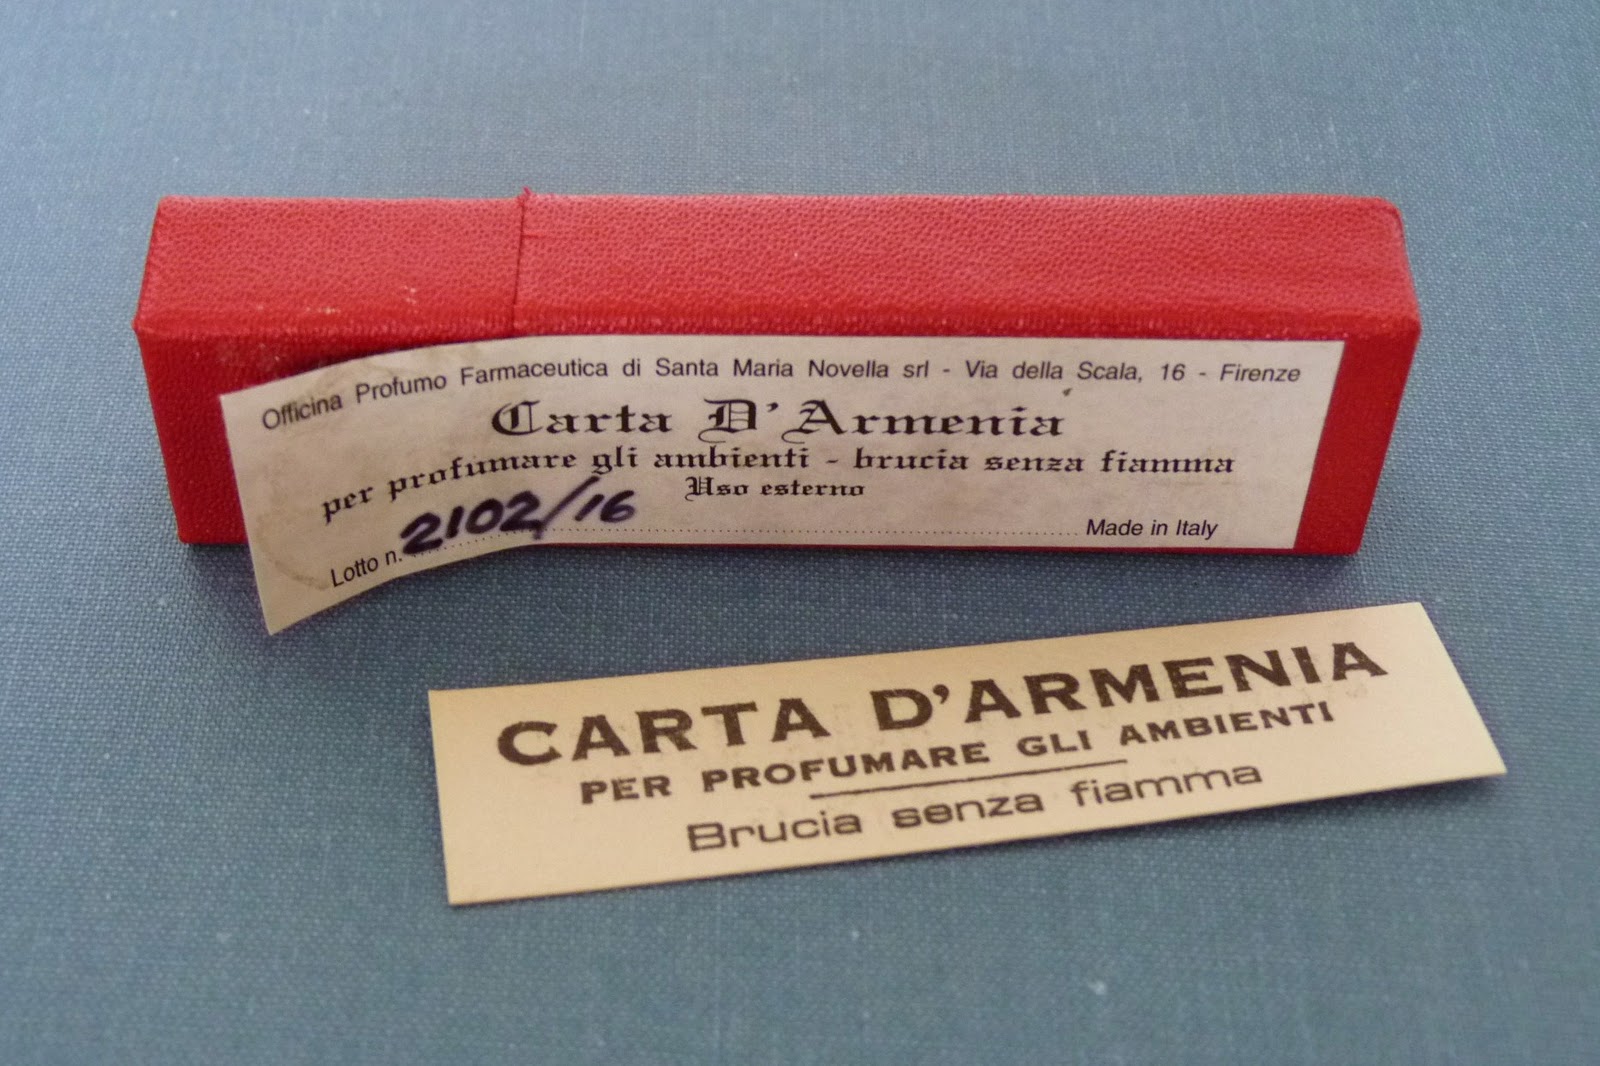 Officina Profumo Farmaceutica di Santa Maria Novella srl - Via della Scala, 16 - Firenze
Carta D'Armenia
per profumare gli ambienti - brucia senza fiamma
Uso esterno
Lotto n. 2102/16 Made in Italy
CARTA D'ARMENIA
PER PROFUMARE GLI AMBIENTI
Brucia senza fiamma